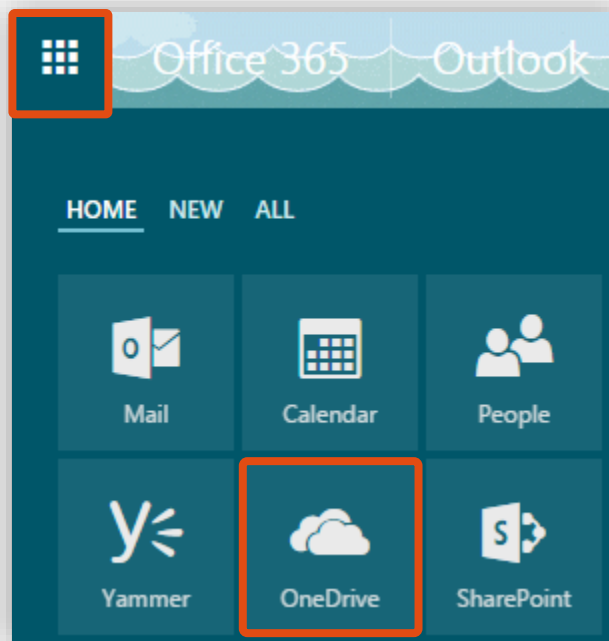 Office 365 Outlook
HOME NEW ALL
Mail Calendar People
Yammer OneDrive SharePoint